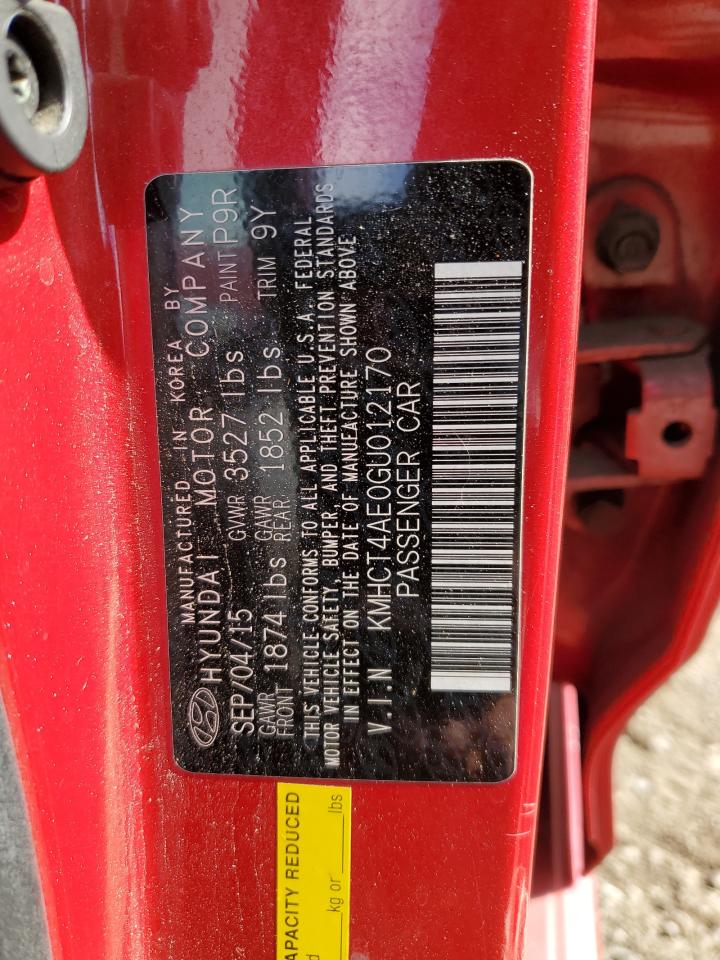 MANUFACTURED IN KOREA BY
HYUNDAI MOTOR COMPANY
SEP/04/15 GVWR 3527 lbs PAINT P9R
GAWR FRONT 1874 lbs GAWR REAR 1852 lbs TRIM 9Y
THIS VEHICLE CONFORMS TO ALL APPLICABLE U.S.A. FEDERAL
MOTOR VEHICLE SAFETY, BUMPER, AND THEFT PREVENTION STANDARDS
IN EFFECT ON THE DATE OF MANUFACTURE SHOWN ABOVE
V.I.N KMHCT4AE0GU012170
PASSENGER CAR
APACITY REDUCED
kg or lbs